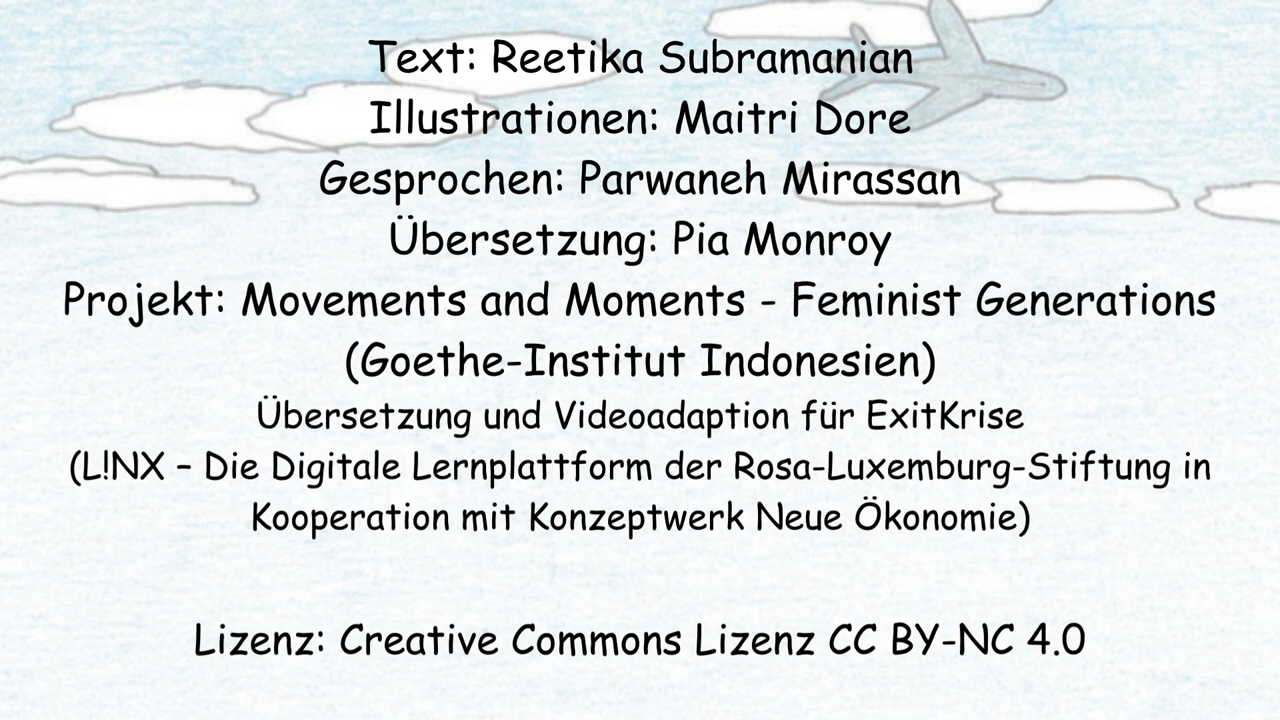 Text: Reetika Subramanian
Illustrationen: Maitri Dore
Gesprochen: Parwaneh Mirassan
Übersetzung: Pia Monroy
Projekt: Movements and Moments - Feminist Generations
(Goethe-Institut Indonesien)
Übersetzung und Videoadaption für ExitKrise
(L!NX – Die Digitale Lernplattform der Rosa-Luxemburg-Stiftung in
Kooperation mit Konzeptwerk Neue Ökonomie)
Lizenz: Creative Commons Lizenz CC BY-NC 4.0